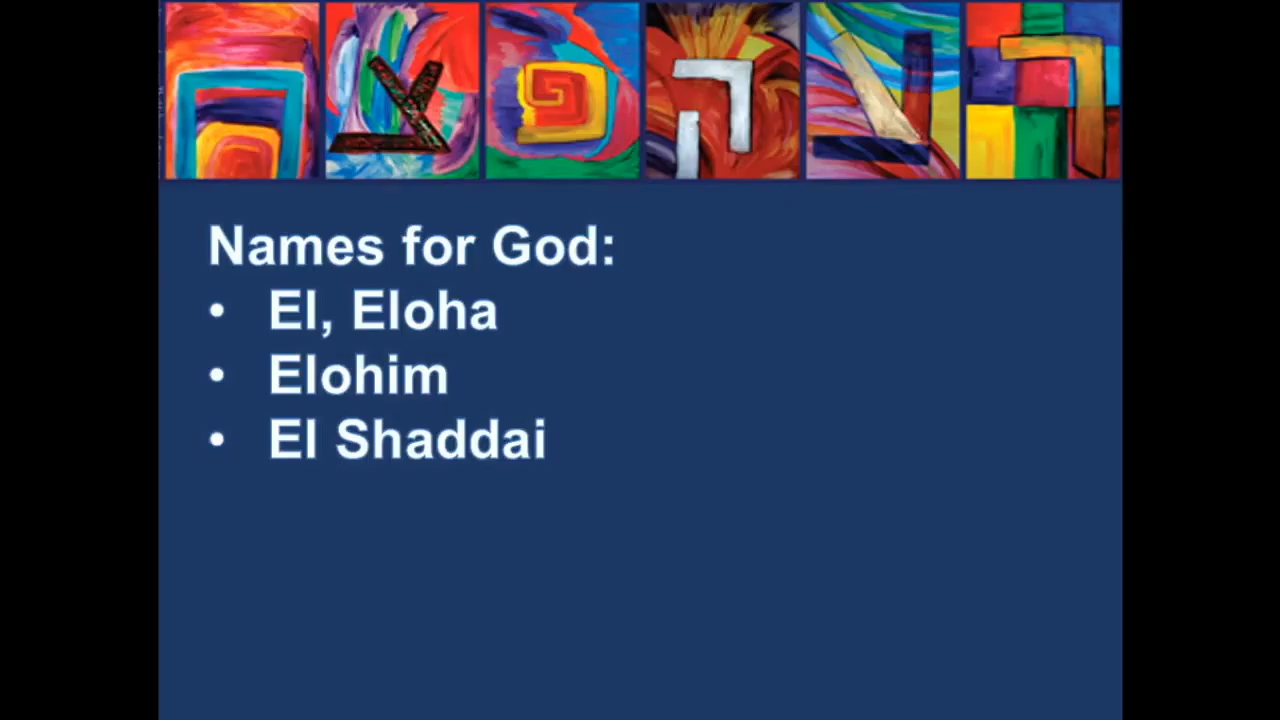 Names for God:
• El, Eloha
• Elohim
• El Shaddai